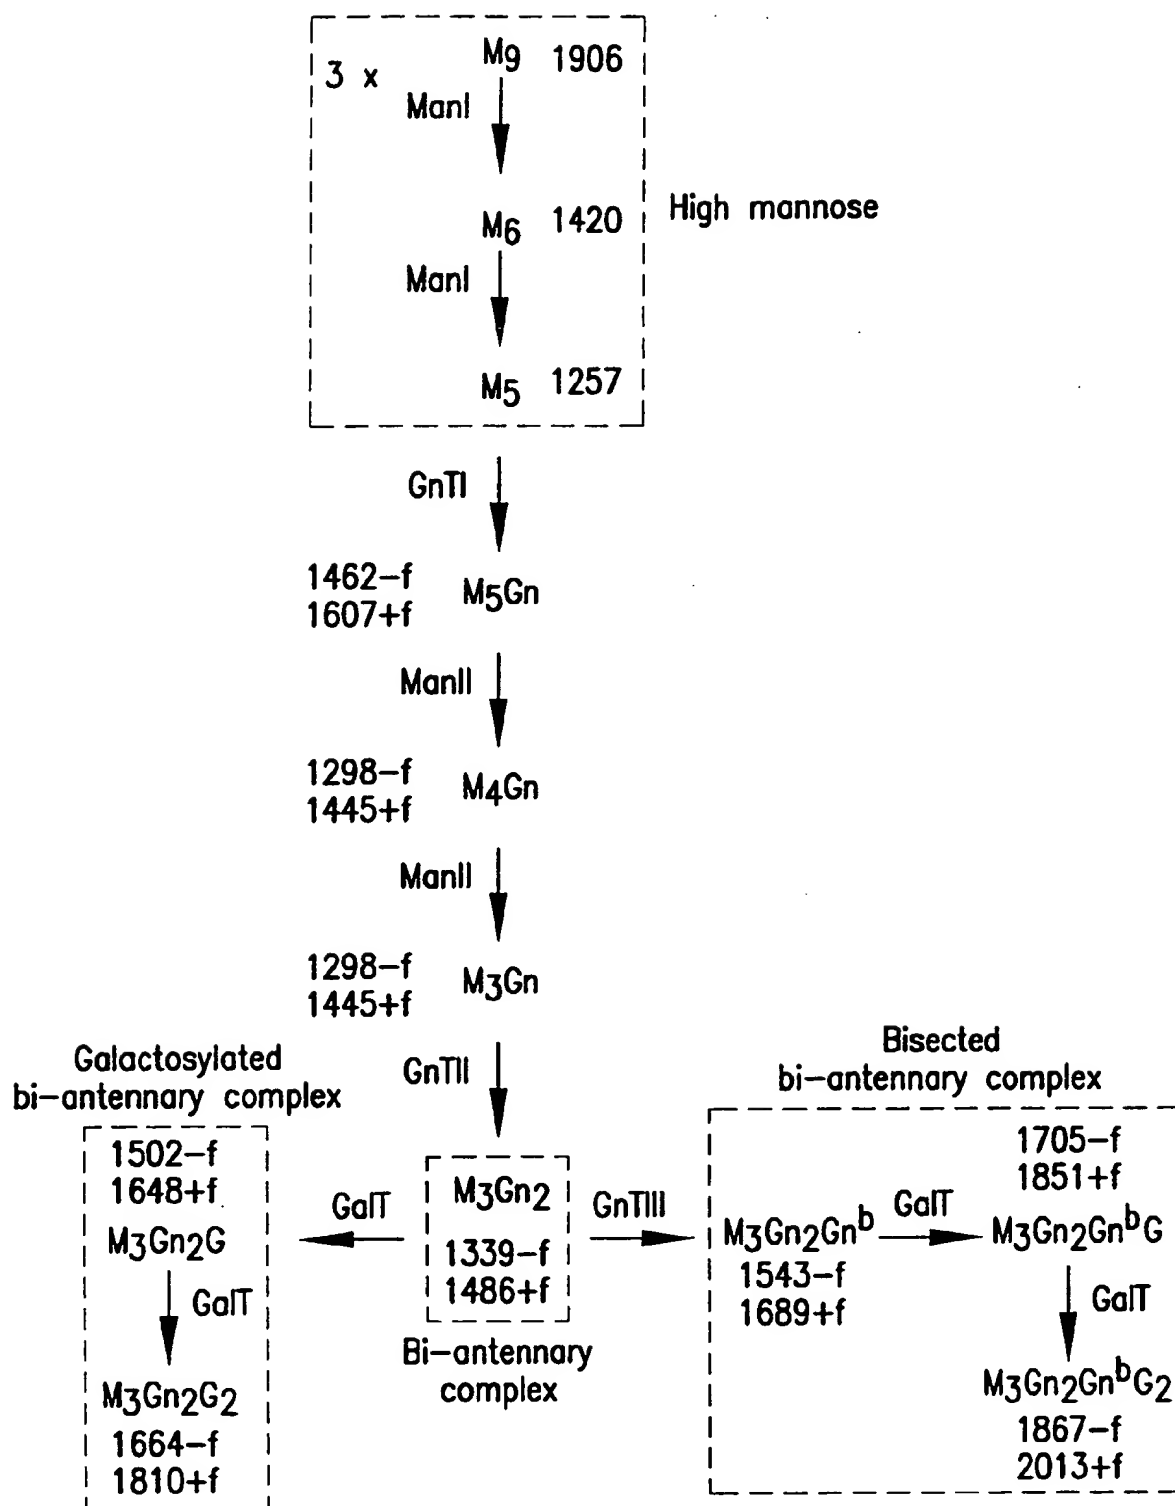 3 x
M9 1906
ManI
M6 1420
High mannose
ManI
M5 1257
GnTI
1462-f
1607+f
M5Gn
ManII
1298-f
1445+f
M4Gn
ManII
1298-f
1445+f
M3Gn
GnTII
Galactosylated
bi-antennary complex
1502-f
1648+f
M3Gn2G
GalT
M3Gn2G2
1664-f
1810+f
GalT
M3Gn2
1339-f
1486+f
Bi-antennary
complex
GnTIII
Bisected
bi-antennary complex
M3Gn2Gnb
1543-f
1689+f
GalT
1705-f
1851+f
M3Gn2GnbG
GalT
M3Gn2GnbG2
1867-f
2013+f